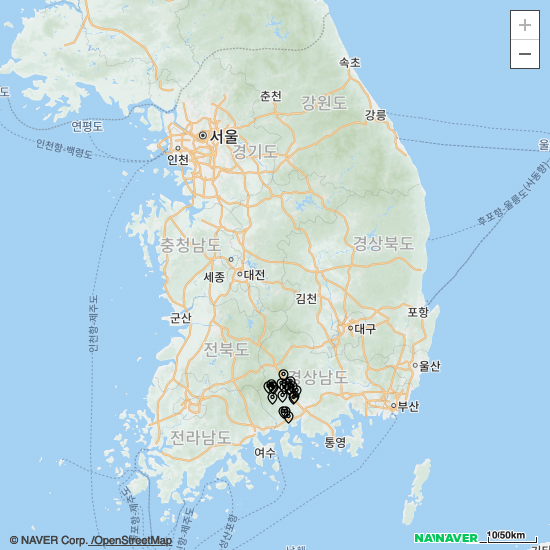 +
−
속초
춘천
강원도
강릉
도
연평도
서울
울
인천항-백령도
인천
경기도
후포항-울릉도(사동항)
충청남도
경상북도
세종
대전
김천
인천항-제주도
군산
포항
대구
전북도
울산
경상남도
부산
전라남도
통영
여수
© NAVER Corp. /OpenStreetMap
NAVER
10/50km